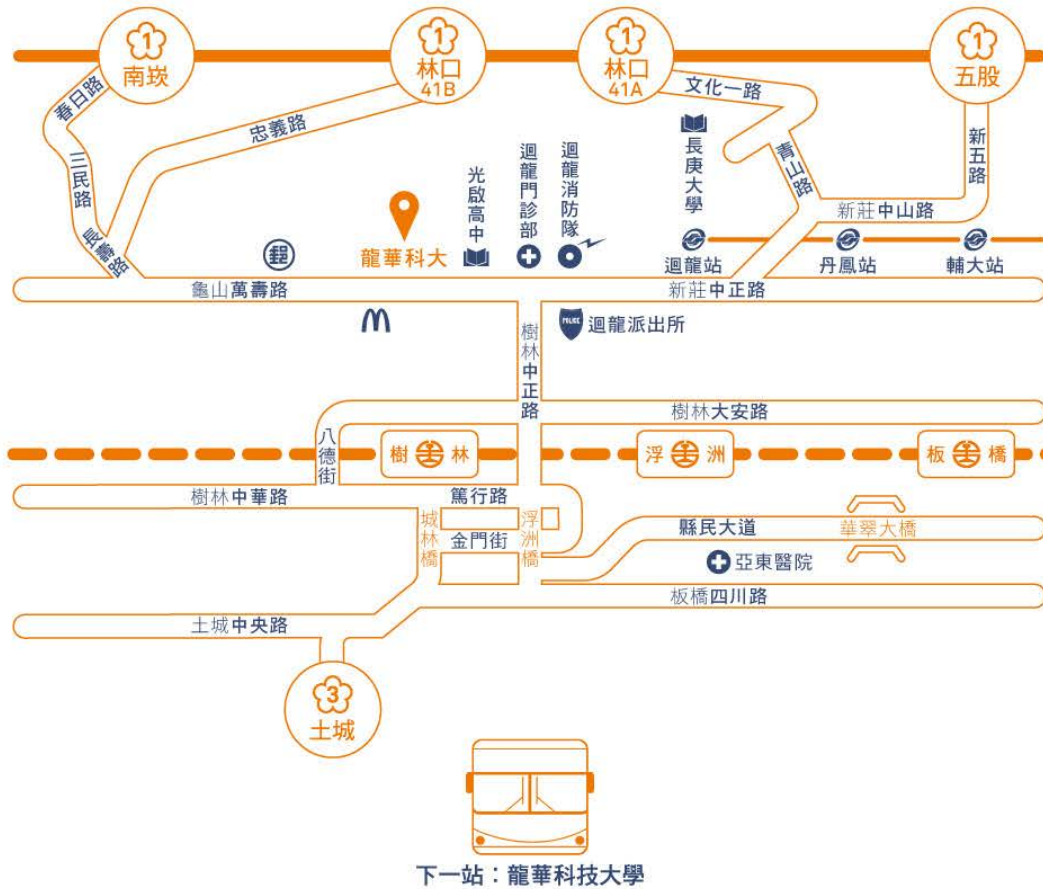 1
南崁
1
林口
41B
1
林口
41A
1
五股
春日路
忠義路
文化一路
三民路
新五路
青山路
長壽路
光啟高中
迴龍門診部
迴龍消防隊
長庚大學
新莊中山路
郵
龍華科大
迴龍站
丹鳳站
輔大站
龜山萬壽路
新莊中正路
POLICE
迴龍派出所
樹林中正路
樹林大安路
八德街
樹林
浮洲
板橋
樹林中華路
篤行路
城林橋
浮洲橋
金門街
縣民大道
華翠大橋
亞東醫院
板橋四川路
土城中央路
3
土城
下一站：龍華科技大學